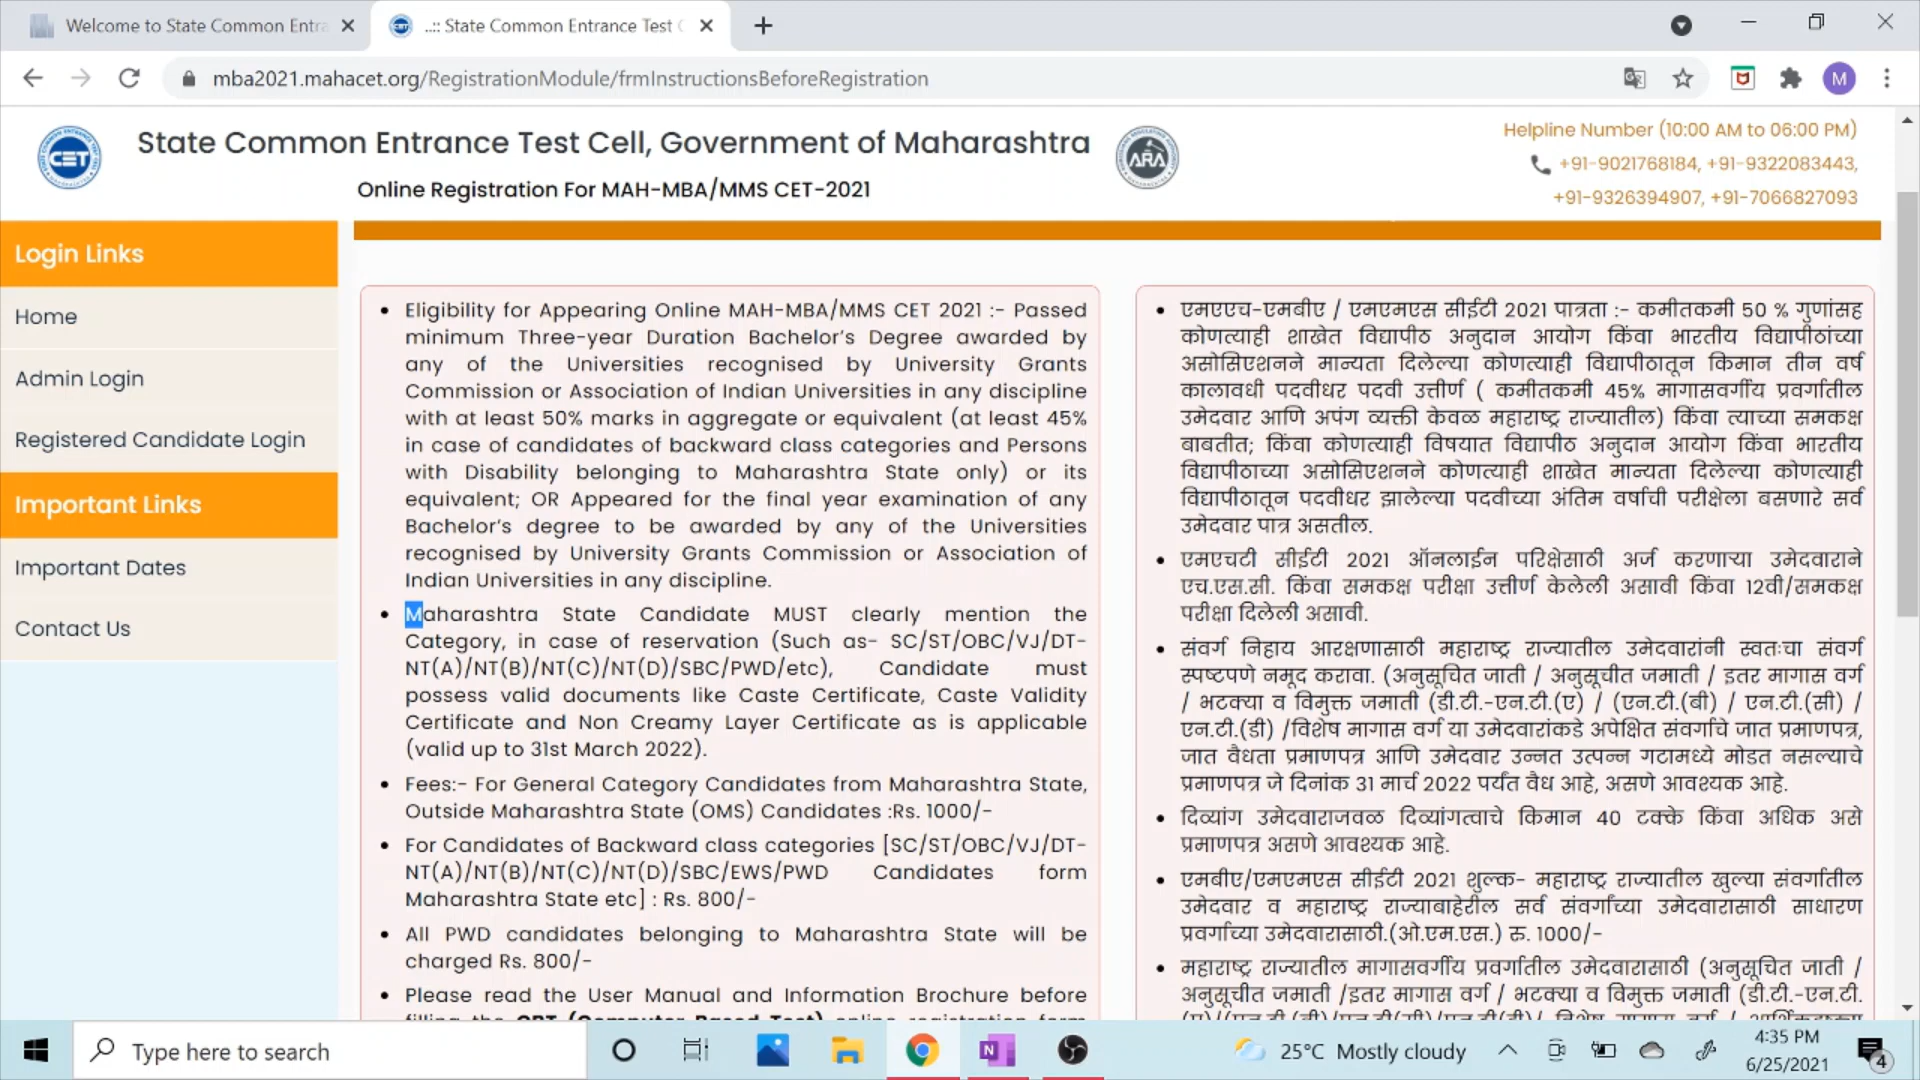 Welcome to State Common Entra
..:: State Common Entrance Test C
mba2021.mahacet.org/RegistrationModule/frmInstructionsBeforeRegistration
M
CET
State Common Entrance Test Cell, Government of Maharashtra
Online Registration For MAH-MBA/MMS CET-2021
ARA
Helpline Number (10:00 AM to 06:00 PM)
+91-9021768184, +91-9322083443,
+91-9326394907, +91-7066827093
Login Links
Home
Admin Login
Registered Candidate Login
Important Links
Important Dates
Contact Us
• Eligibility for Appearing Online MAH-MBA/MMS CET 2021 :- Passed
minimum Three-year Duration Bachelor’s Degree awarded by
any of the Universities recognised by University Grants
Commission or Association of Indian Universities in any discipline
with at least 50% marks in aggregate or equivalent (at least 45%
in case of candidates of backward class categories and Persons
with Disability belonging to Maharashtra State only) or its
equivalent; OR Appeared for the final year examination of any
Bachelor’s degree to be awarded by any of the Universities
recognised by University Grants Commission or Association of
Indian Universities in any discipline.
• Maharashtra State Candidate MUST clearly mention the
Category, in case of reservation (Such as- SC/ST/OBC/VJ/DT-
NT(A)/NT(B)/NT(C)/NT(D)/SBC/PWD/etc), Candidate must
possess valid documents like Caste Certificate, Caste Validity
Certificate and Non Creamy Layer Certificate as is applicable
(valid up to 31st March 2022).
• Fees:- For General Category Candidates from Maharashtra State,
Outside Maharashtra State (OMS) Candidates :Rs. 1000/-
• For Candidates of Backward class categories [SC/ST/OBC/VJ/DT-
NT(A)/NT(B)/NT(C)/NT(D)/SBC/EWS/PWD Candidates form
Maharashtra State etc] : Rs. 800/-
• All PWD candidates belonging to Maharashtra State will be
charged Rs. 800/-
• Please read the User Manual and Information Brochure before
filling the CBT (Computer Based Test) online registration form
• एमएएच-एमबीए / एमएमएस सीईटी 2021 पात्रता :- कमीतकमी 50 % गुणांसह
कोणत्याही शाखेत विद्यापीठ अनुदान आयोग किंवा भारतीय विद्यापीठांच्या
असोसिएशनने मान्यता दिलेल्या कोणत्याही विद्यापीठातून किमान तीन वर्ष
कालावधी पदवीधर पदवी उत्तीर्ण ( कमीतकमी 45% मागासवर्गीय प्रवर्गातील
उमेदवार आणि अपंग व्यक्ती केवळ महाराष्ट्र राज्यातील) किंवा त्याच्या समकक्ष
बाबतीत; किंवा कोणत्याही विषयात विद्यापीठ अनुदान आयोग किंवा भारतीय
विद्यापीठाच्या असोसिएशनने कोणत्याही शाखेत मान्यता दिलेल्या कोणत्याही
विद्यापीठातून पदवीधर झालेल्या पदवीच्या अंतिम वर्षाची परीक्षेला बसणारे सर्व
उमेदवार पात्र असतील.
• एमएचटी सीईटी 2021 ऑनलाईन परिक्षेसाठी अर्ज करणाऱ्या उमेदवाराने
एच.एस.सी. किंवा समकक्ष परीक्षा उत्तीर्ण केलेली असावी किंवा 12वी/समकक्ष
परीक्षा दिलेली असावी.
• संवर्ग निहाय आरक्षणासाठी महाराष्ट्र राज्यातील उमेदवारांनी स्वतःचा संवर्ग
स्पष्टपणे नमूद करावा. (अनुसूचित जाती / अनुसूचीत जमाती / इतर मागास वर्ग
/ भटक्या व विमुक्त जमाती (डी.टी.-एन.टी.(ए) / (एन.टी.(बी) / एन.टी.(सी) /
एन.टी.(डी) /विशेष मागास वर्ग या उमेदवारांकडे अपेक्षित संवर्गाचे जात प्रमाणपत्र,
जात वैधता प्रमाणपत्र आणि उमेदवार उन्नत उत्पन्न गटामध्ये मोडत नसल्याचे
प्रमाणपत्र जे दिनांक 31 मार्च 2022 पर्यंत वैध आहे, असणे आवश्यक आहे.
• दिव्यांग उमेदवाराजवळ दिव्यांगत्वाचे किमान 40 टक्के किंवा अधिक असे
प्रमाणपत्र असणे आवश्यक आहे.
• एमबीए/एमएमएस सीईटी 2021 शुल्क- महाराष्ट्र राज्यातील खुल्या संवर्गातील
उमेदवार व महाराष्ट्र राज्याबाहेरील सर्व संवर्गांच्या उमेदवारासाठी साधारण
प्रवर्गाच्या उमेदवारासाठी.(ओ.एम.एस.) रु. 1000/-
• महाराष्ट्र राज्यातील मागासवर्गीय प्रवर्गातील उमेदवारासाठी (अनुसूचित जाती /
अनुसूचीत जमाती /इतर मागास वर्ग / भटक्या व विमुक्त जमाती (डी.टी.-एन.टी.
Type here to search
N
25°C Mostly cloudy
4:35 PM
6/25/2021
4